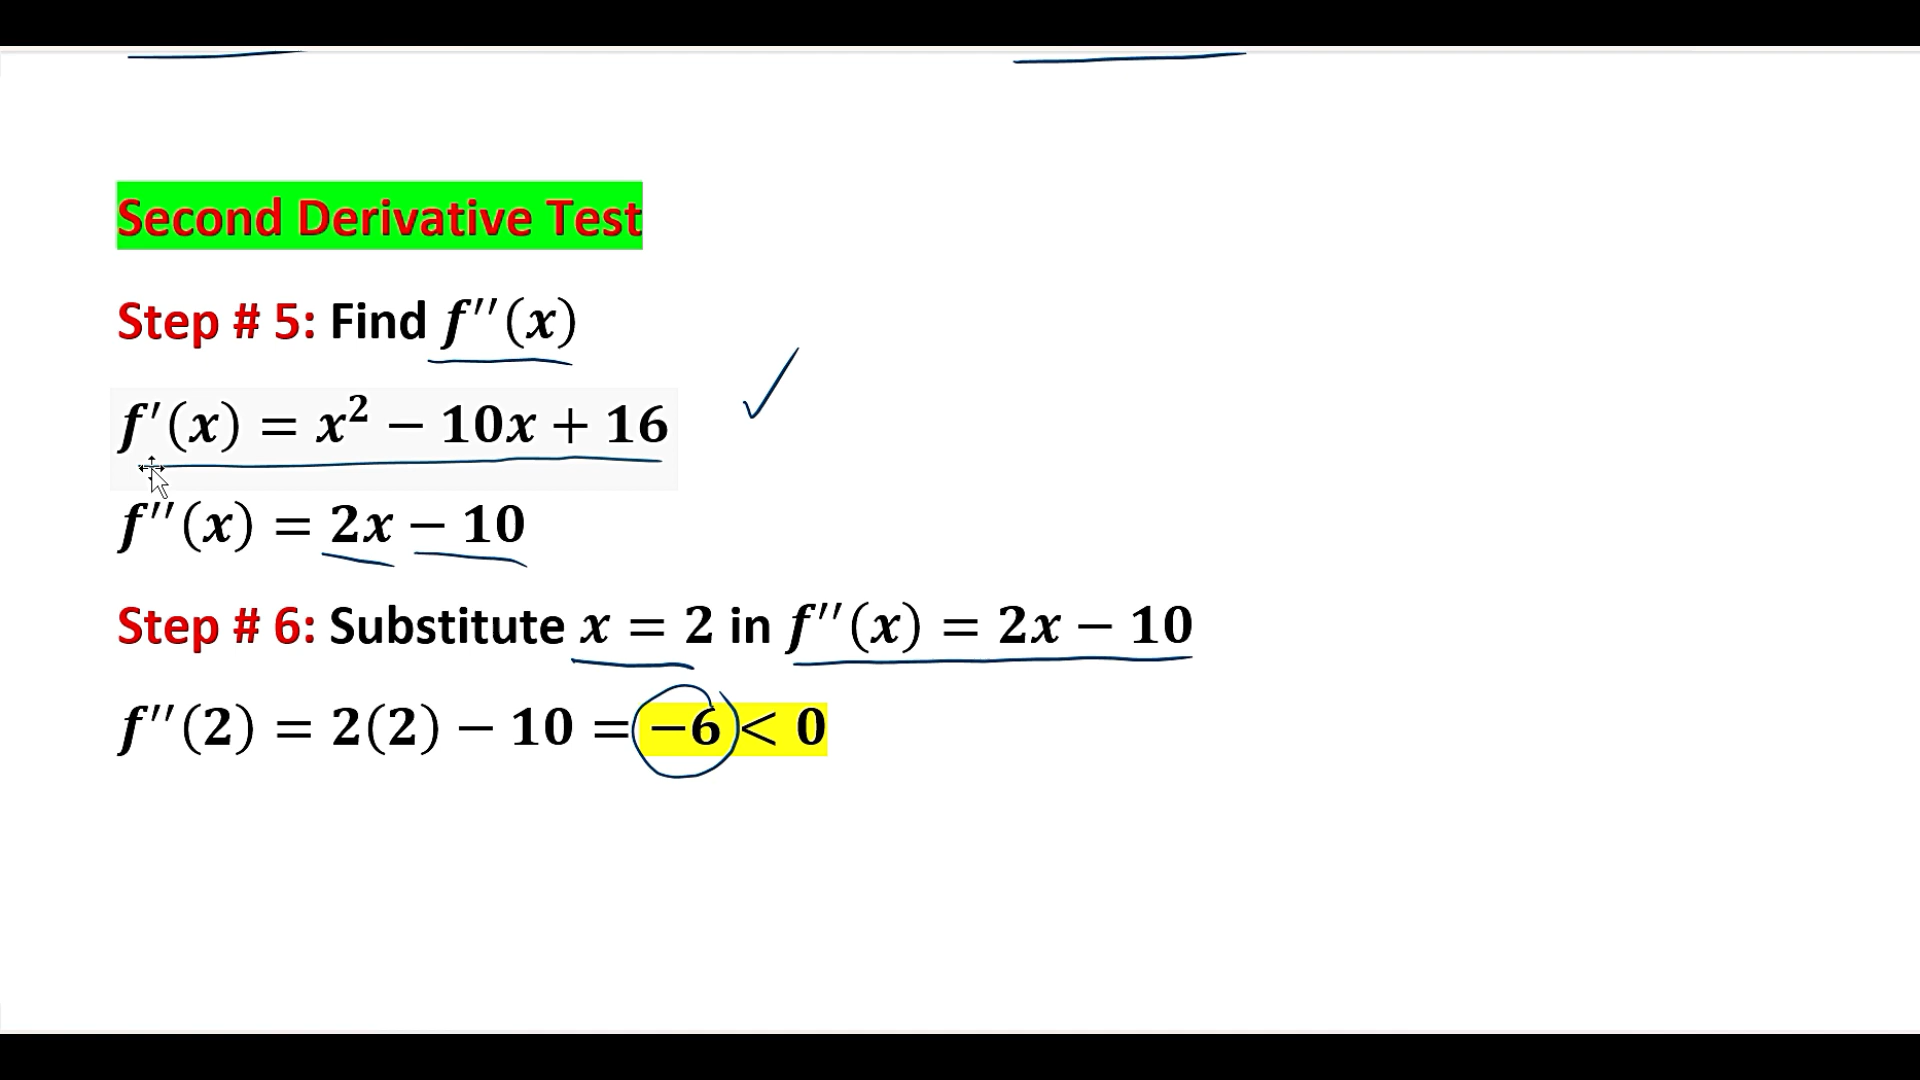 Second Derivative Test
Step # 5: Find f′′(x)
f′(x) = x² − 10x + 16
f′′(x) = 2x − 10
Step # 6: Substitute x = 2 in f′′(x) = 2x − 10
f′′(2) = 2(2) − 10 = −6 < 0